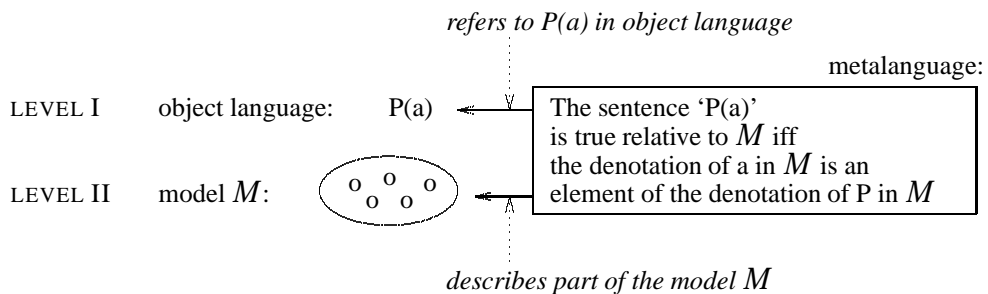 refers to P(a) in object language
metalanguage:
LEVEL I object language: P(a)
The sentence ‘P(a)’
is true relative to M iff
the denotation of a in M is an
element of the denotation of P in M
LEVEL II model M:
o o o o o
describes part of the model M